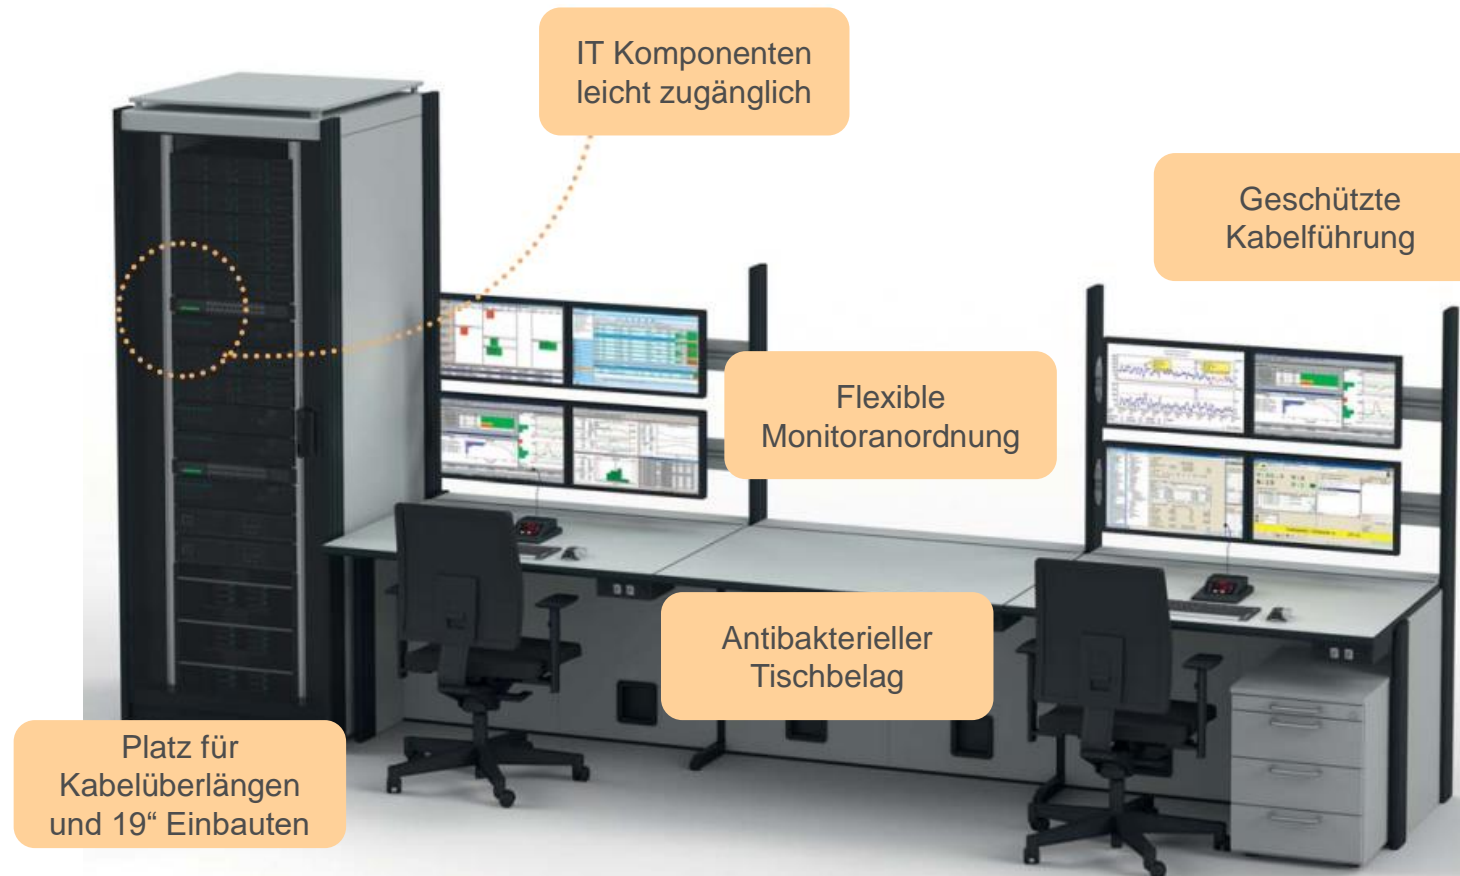 IT Komponenten
leicht zugänglich
Geschützte
Kabelführung
Flexible
Monitoranordnung
Antibakterieller
Tischbelag
Platz für
Kabelüberlängen
und 19“ Einbauten